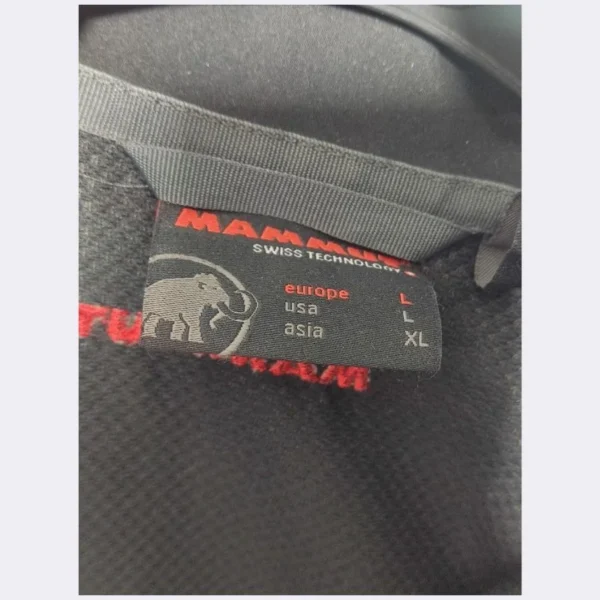 MAMMUT
SWISS TECHNOLOGY
europe L
usa L
asia XL